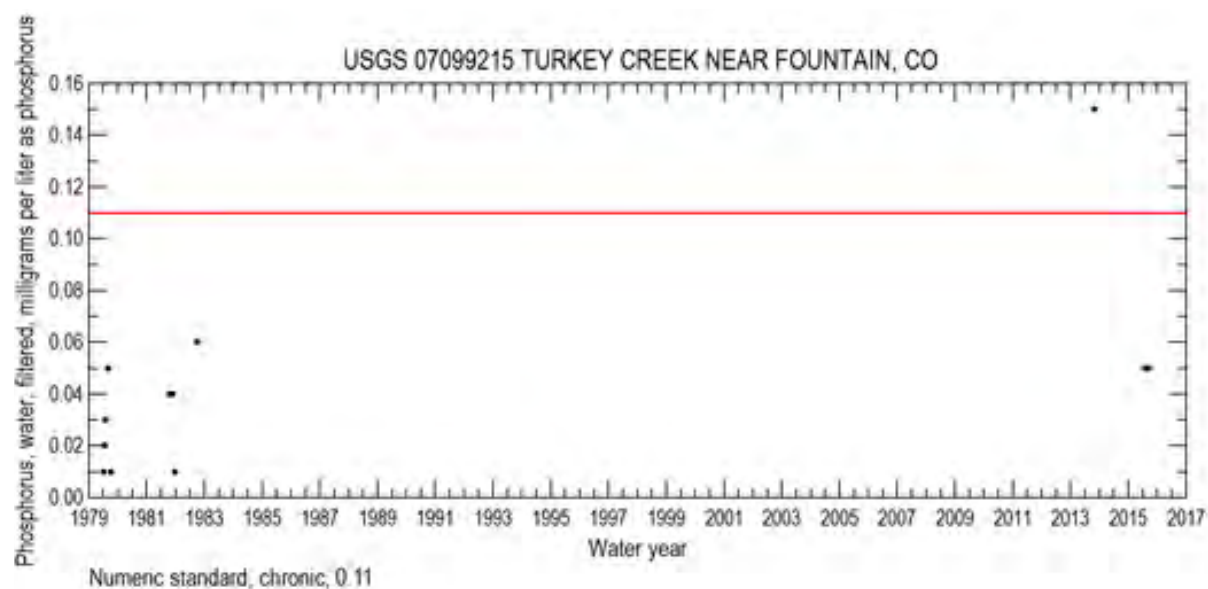 USGS 07099215 TURKEY CREEK NEAR FOUNTAIN, CO
Phosphorus, water, filtered, milligrams per liter as phosphorus
0.16
0.14
0.12
0.10
0.08
0.06
0.04
0.02
0.00
1979 1981 1983 1985 1987 1989 1991 1993 1995 1997 1999 2001 2003 2005 2007 2009 2011 2013 2015 2017
Water year
Numeric standard, chronic, 0.11